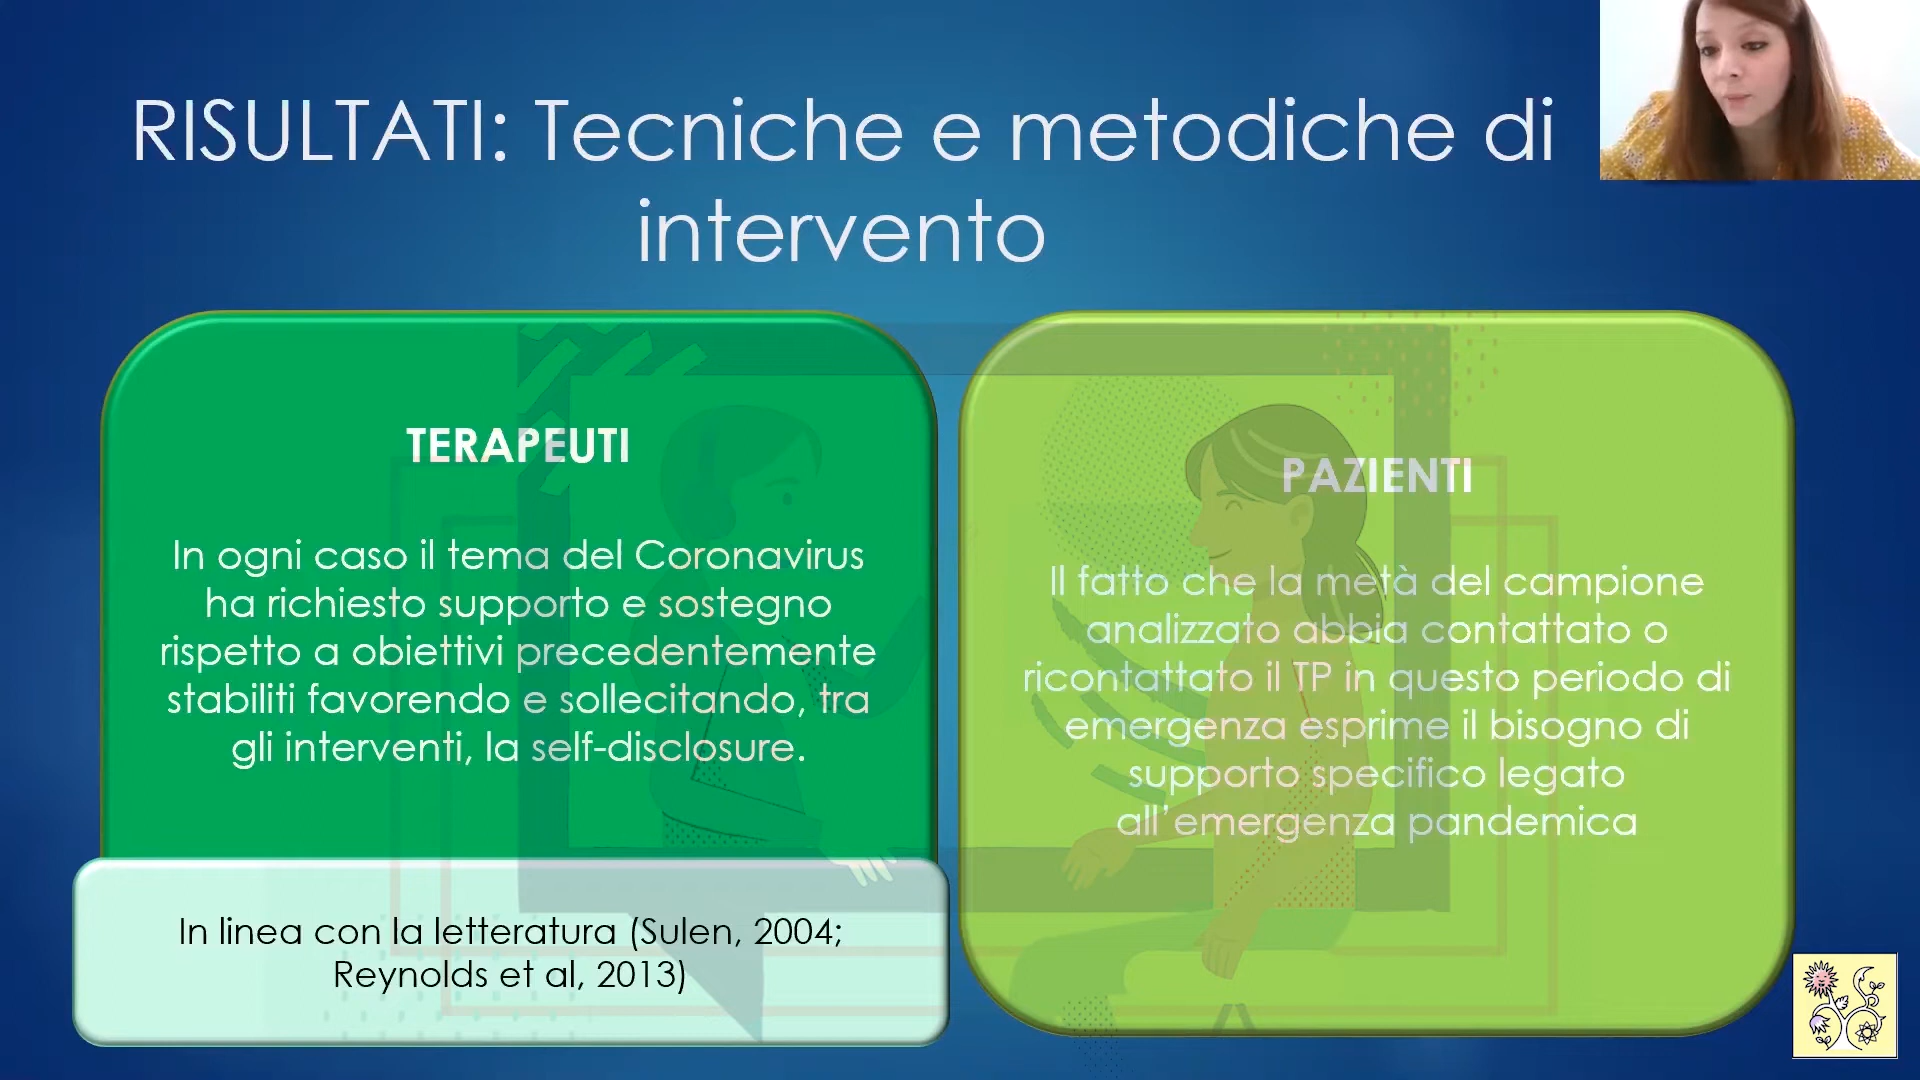 RISULTATI: Tecniche e metodiche di
intervento
TERAPEUTI
In ogni caso il tema del Coronavirus
ha richiesto supporto e sostegno
rispetto a obiettivi precedentemente
stabiliti favorendo e sollecitando, tra
gli interventi, la self-disclosure.
In linea con la letteratura (Sulen, 2004;
Reynolds et al, 2013)
PAZIENTI
Il fatto che la metà del campione
analizzato abbia contattato o
ricontattato il TP in questo periodo di
emergenza esprime il bisogno di
supporto specifico legato
all’emergenza pandemica